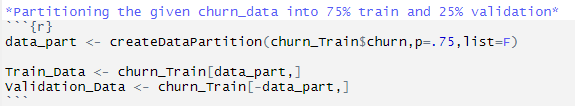 *Partitioning the given churn_data into 75% train and 25% validation*
```{r}
data_part <- createDataPartition(churn_Train$churn,p=.75,list=F)
Train_Data <- churn_Train[data_part,]
Validation_Data <- churn_Train[-data_part,]
```